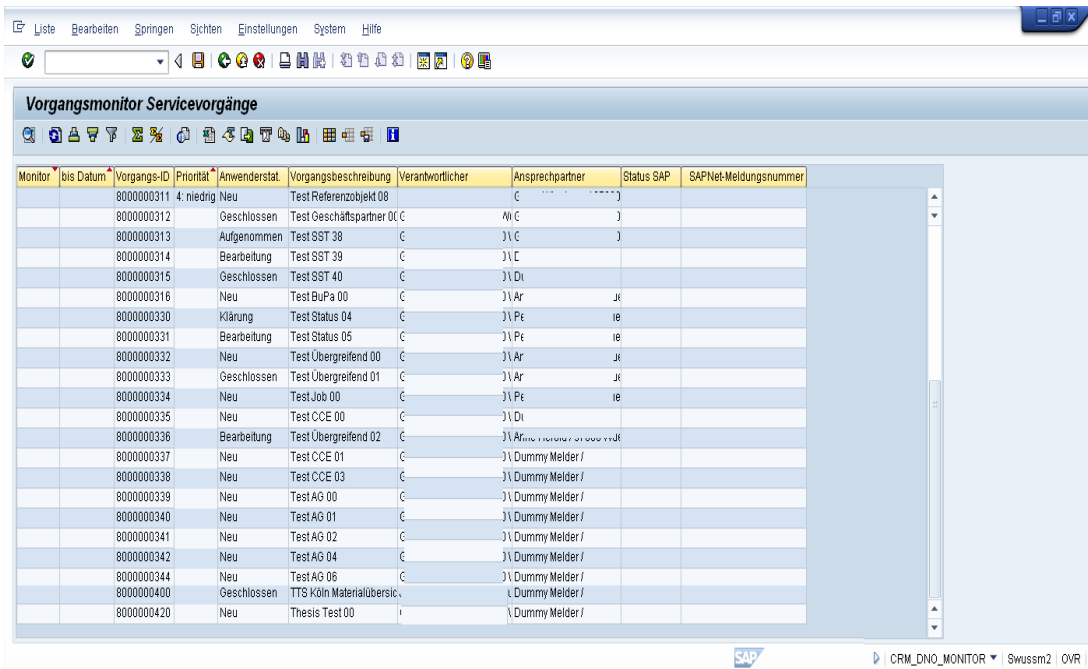 Liste Bearbeiten Springen Sichten Einstellungen System Hilfe
Vorgangsmonitor Servicevorgänge
Monitor bis Datum Vorgangs-ID Priorität Anwenderstat. Vorgangsbeschreibung Verantwortlicher Ansprechpartner Status SAP SAPNet-Meldungsnummer
8000000311 4: niedrig Neu Test Referenzobjekt 08 G
8000000312 Geschlossen Test Geschäftspartner 00 G G
8000000313 Aufgenommen Test SST 38 G G
8000000314 Bearbeitung Test SST 39 G D
8000000315 Geschlossen Test SST 40 G Du
8000000316 Neu Test BuPa 00 G An
8000000330 Klärung Test Status 04 G Pe
8000000331 Bearbeitung Test Status 05 G Pe
8000000332 Neu Test Übergreifend 00 G An
8000000333 Geschlossen Test Übergreifend 01 G An
8000000334 Neu Test Job 00 G Pe
8000000335 Neu Test CCE 00 G Du
8000000336 Bearbeitung Test Übergreifend 02 G
8000000337 Neu Test CCE 01 G Dummy Melder /
8000000338 Neu Test CCE 03 G Dummy Melder /
8000000339 Neu Test AG 00 G Dummy Melder /
8000000340 Neu Test AG 01 G Dummy Melder /
8000000341 Neu Test AG 02 G Dummy Melder /
8000000342 Neu Test AG 04 G Dummy Melder /
8000000344 Neu Test AG 06 G Dummy Melder /
8000000400 Geschlossen TTS Köln Materialübersic Dummy Melder /
8000000420 Neu Thesis Test 00 Dummy Melder /
SAP CRM_DNO_MONITOR Swussm2 OVR